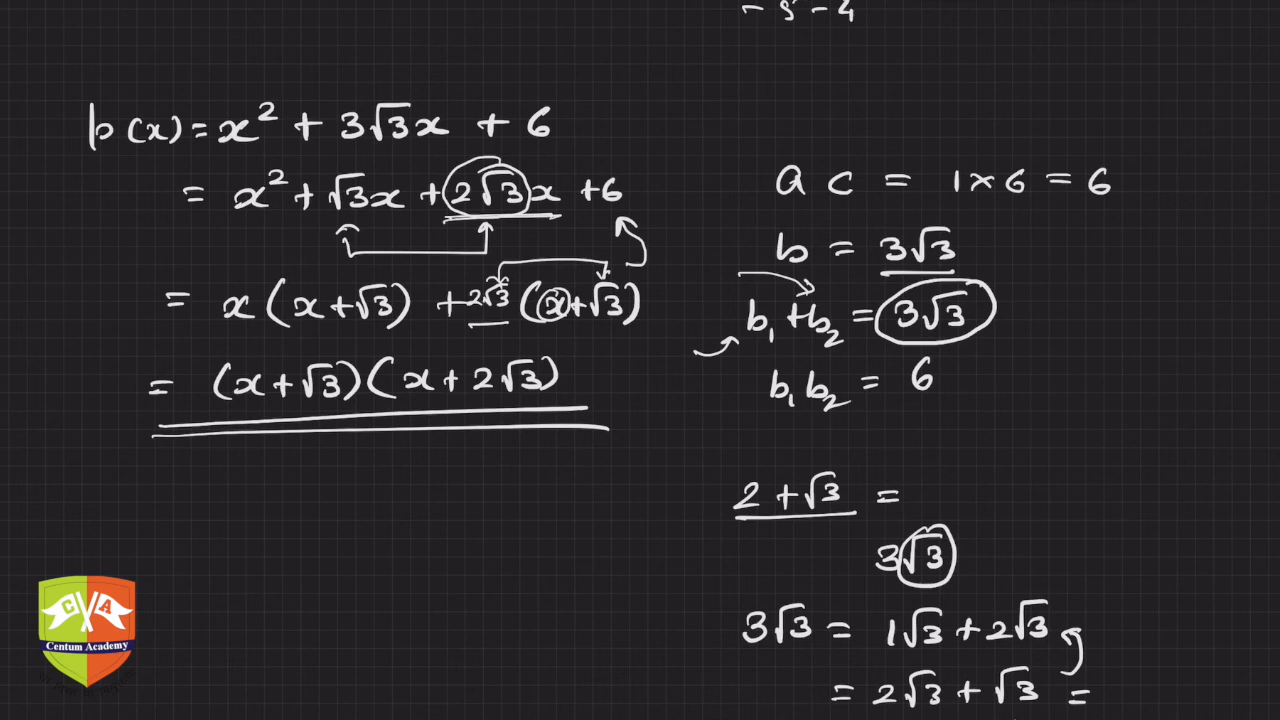 - 5 - 4
p(x) = x² + 3√3x + 6
= x² + √3x + 2√3x + 6
= x(x+√3) + 2√3(x+√3)
= (x+√3)(x+2√3)
a c = 1×6 = 6
b = 3√3
b₁+b₂ = 3√3
b₁b₂ = 6
2+√3 =
3√3
3√3 = 1√3 + 2√3
= 2√3 + √3 =
C A
Centum Academy